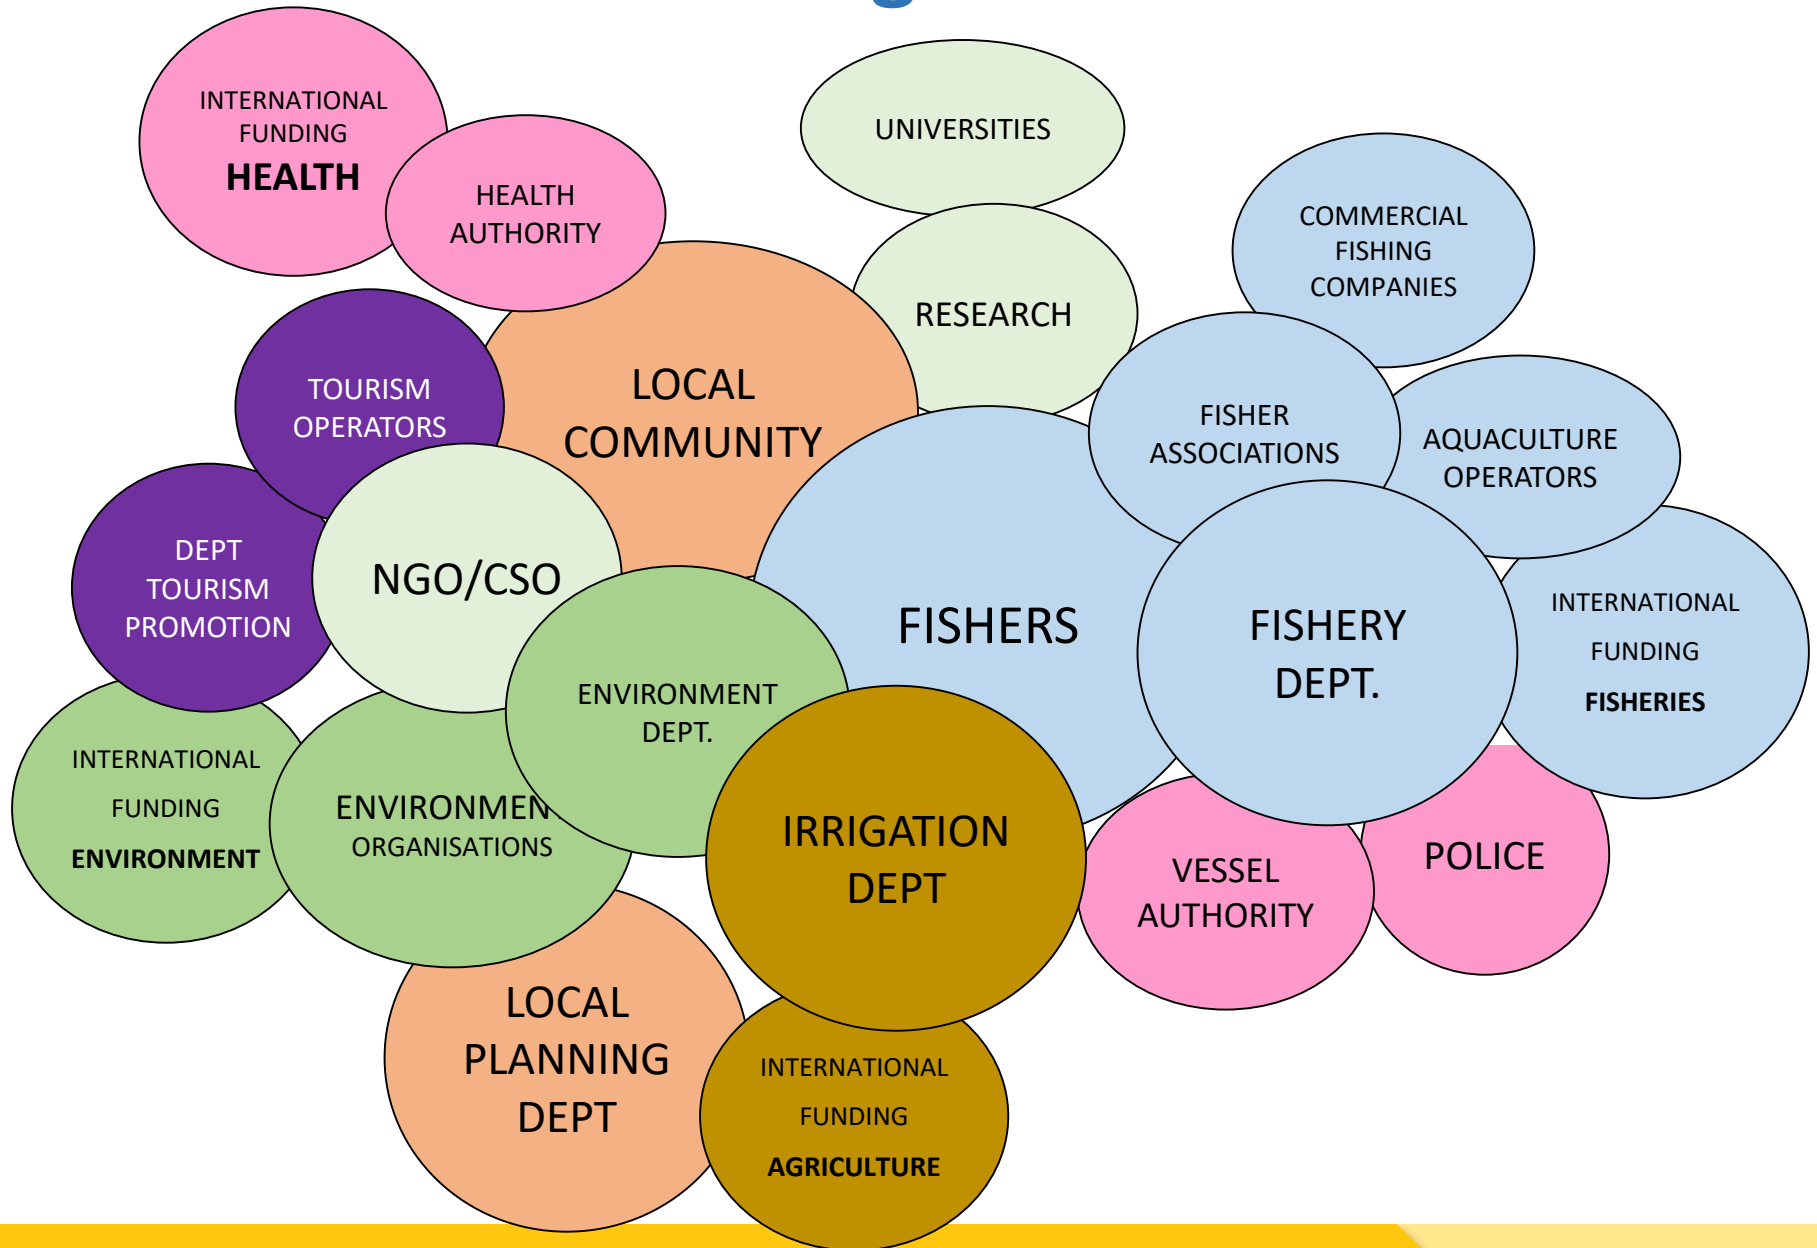 INTERNATIONAL
FUNDING
HEALTH
HEALTH
AUTHORITY
UNIVERSITIES
RESEARCH
COMMERCIAL
FISHING
COMPANIES
TOURISM
OPERATORS
LOCAL
COMMUNITY
FISHER
ASSOCIATIONS
AQUACULTURE
OPERATORS
DEPT
TOURISM
PROMOTION
NGO/CSO
FISHERS
FISHERY
DEPT.
INTERNATIONAL
FUNDING
FISHERIES
ENVIRONMENT
DEPT.
INTERNATIONAL
FUNDING
ENVIRONMENT
ENVIRONMEN
ORGANISATIONS
IRRIGATION
DEPT
VESSEL
AUTHORITY
POLICE
LOCAL
PLANNING
DEPT
INTERNATIONAL
FUNDING
AGRICULTURE